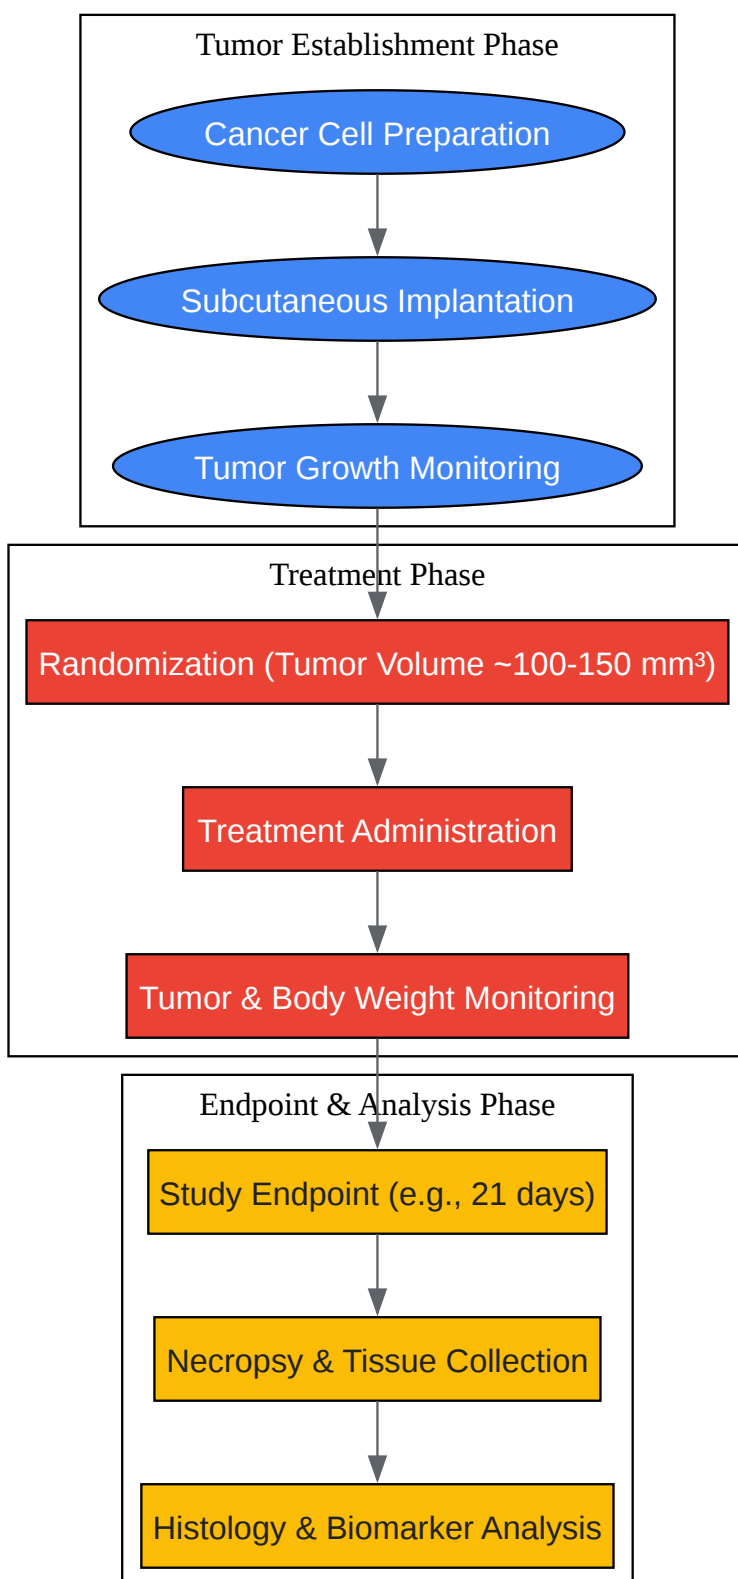 Tumor Establishment Phase
Cancer Cell Preparation
Subcutaneous Implantation
Tumor Growth Monitoring
Treatment Phase
Randomization (Tumor Volume ~100-150 mm³)
Treatment Administration
Tumor & Body Weight Monitoring
Endpoint & Analysis Phase
Study Endpoint (e.g., 21 days)
Necropsy & Tissue Collection
Histology & Biomarker Analysis